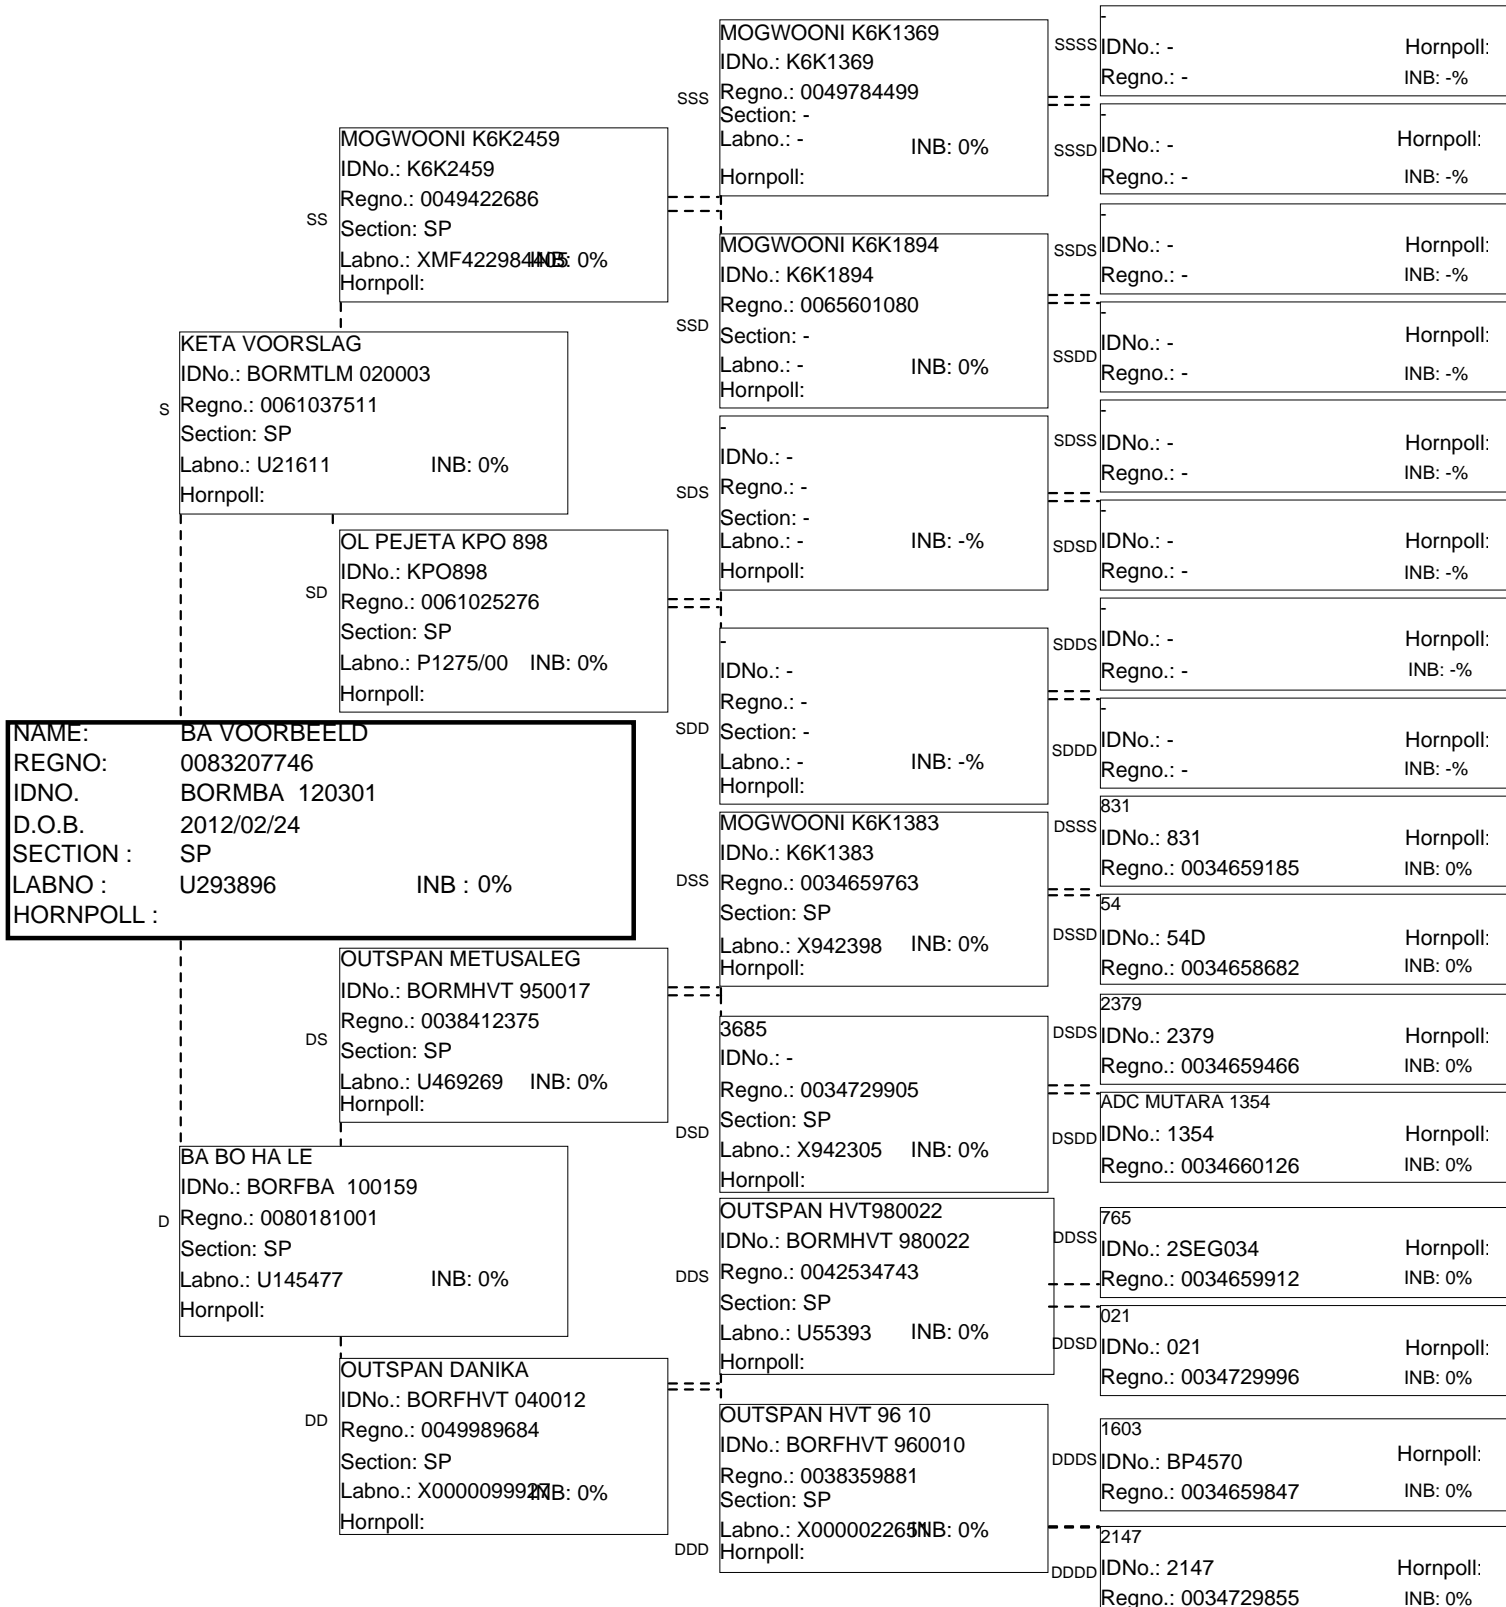 MOGWOONI K6K2459
IDNo.: K6K2459
Regno.: 0049422686
SS
Section: SP
Labno.: XMF422984405 INB: 0%
Hornpoll:
KETA VOORSLAG
IDNo.: BORMTLM 020003
S
Regno.: 0061037511
Section: SP
Labno.: U21611 INB: 0%
Hornpoll:
OL PEJETA KPO 898
IDNo.: KPO898
SD
Regno.: 0061025276
Section: SP
Labno.: P1275/00 INB: 0%
Hornpoll:
NAME: BA VOORBEELD
REGNO: 0083207746
IDNO. BORMBA 120301
D.O.B. 2012/02/24
SECTION : SP
LABNO : U293896 INB : 0%
HORNPOLL :
OUTSPAN METUSALEG
IDNo.: BORMHVT 950017
Regno.: 0038412375
DS
Section: SP
Labno.: U469269 INB: 0%
Hornpoll:
BA BO HA LE
IDNo.: BORFBA 100159
D
Regno.: 0080181001
Section: SP
Labno.: U145477 INB: 0%
Hornpoll:
OUTSPAN DANIKA
IDNo.: BORFHVT 040012
DD
Regno.: 0049989684
Section: SP
Labno.: X0000099927 INB: 0%
Hornpoll:
MOGWOONI K6K1369
IDNo.: K6K1369
SSS
Regno.: 0049784499
Section: -
Labno.: - INB: 0%
Hornpoll:
MOGWOONI K6K1894
IDNo.: K6K1894
Regno.: 0065601080
SSD
Section: -
Labno.: - INB: 0%
Hornpoll:
-
IDNo.: -
SDS
Regno.: -
Section: -
Labno.: - INB: -%
Hornpoll:
-
IDNo.: -
Regno.: -
SDD
Section: -
Labno.: - INB: -%
Hornpoll:
MOGWOONI K6K1383
IDNo.: K6K1383
DSS
Regno.: 0034659763
Section: SP
Labno.: X942398 INB: 0%
Hornpoll:
3685
IDNo.: -
Regno.: 0034729905
Section: SP
DSD
Labno.: X942305 INB: 0%
Hornpoll:
OUTSPAN HVT980022
IDNo.: BORMHVT 980022
DDS
Regno.: 0042534743
Section: SP
Labno.: U55393 INB: 0%
Hornpoll:
OUTSPAN HVT 96 10
IDNo.: BORFHVT 960010
Regno.: 0038359881
Section: SP
Labno.: X0000022651 INB: 0%
DDD
Hornpoll:
-
SSSS IDNo.: - Hornpoll:
Regno.: - INB: -%
-
SSSD IDNo.: - Hornpoll:
Regno.: - INB: -%
-
SSDS IDNo.: - Hornpoll:
Regno.: - INB: -%
-
SSDD IDNo.: - Hornpoll:
Regno.: - INB: -%
-
SDSS IDNo.: - Hornpoll:
Regno.: - INB: -%
-
SDSD IDNo.: - Hornpoll:
Regno.: - INB: -%
-
SDDS IDNo.: - Hornpoll:
Regno.: - INB: -%
-
SDDD IDNo.: - Hornpoll:
Regno.: - INB: -%
831
DSSS IDNo.: 831 Hornpoll:
Regno.: 0034659185 INB: 0%
54
DSSD IDNo.: 54D Hornpoll:
Regno.: 0034658682 INB: 0%
2379
DSDS IDNo.: 2379 Hornpoll:
Regno.: 0034659466 INB: 0%
ADC MUTARA 1354
DSDD IDNo.: 1354 Hornpoll:
Regno.: 0034660126 INB: 0%
765
DDSS IDNo.: 2SEG034 Hornpoll:
Regno.: 0034659912 INB: 0%
021
DDSD IDNo.: 021 Hornpoll:
Regno.: 0034729996 INB: 0%
1603
DDDS IDNo.: BP4570 Hornpoll:
Regno.: 0034659847 INB: 0%
2147
DDDD IDNo.: 2147 Hornpoll:
Regno.: 0034729855 INB: 0%